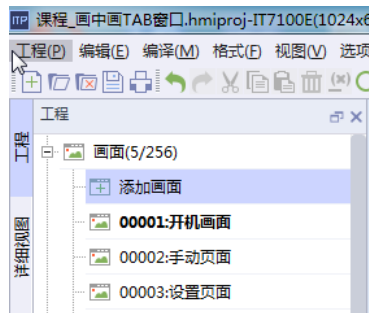 ITP 课程_画中画TAB窗口.hmiproj-IT7100E(1024x6
工程(P) 编辑(E) 编译(M) 格式(F) 视图(V) 选项
工程
工程
画面(5/256)
添加画面
00001:开机画面
详细视图
00002:手动页面
00003:设置页面